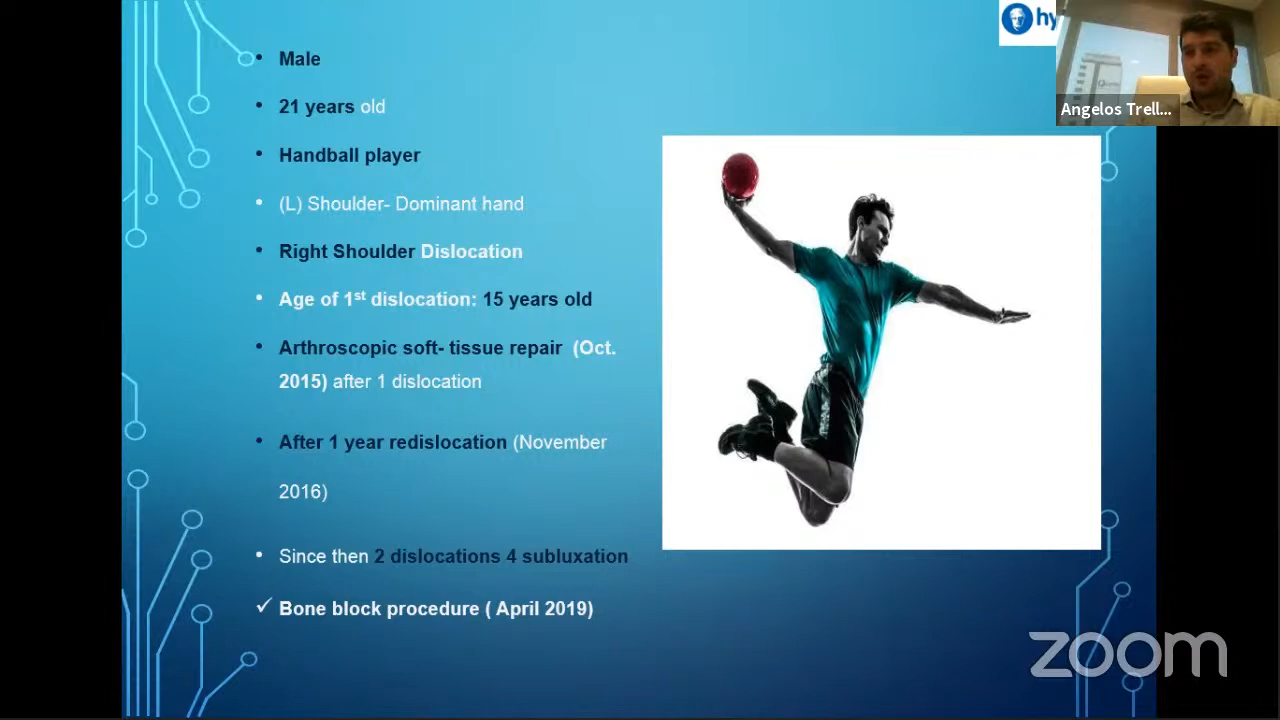 Male
21 years old
Handball player
(L) Shoulder- Dominant hand
Right Shoulder Dislocation
Age of 1st dislocation: 15 years old
Arthroscopic soft- tissue repair (Oct.
2015) after 1 dislocation
After 1 year redislocation (November
2016)
Since then 2 dislocations 4 subluxation
Bone block procedure ( April 2019)
hy
Angelos Trell...
zoom